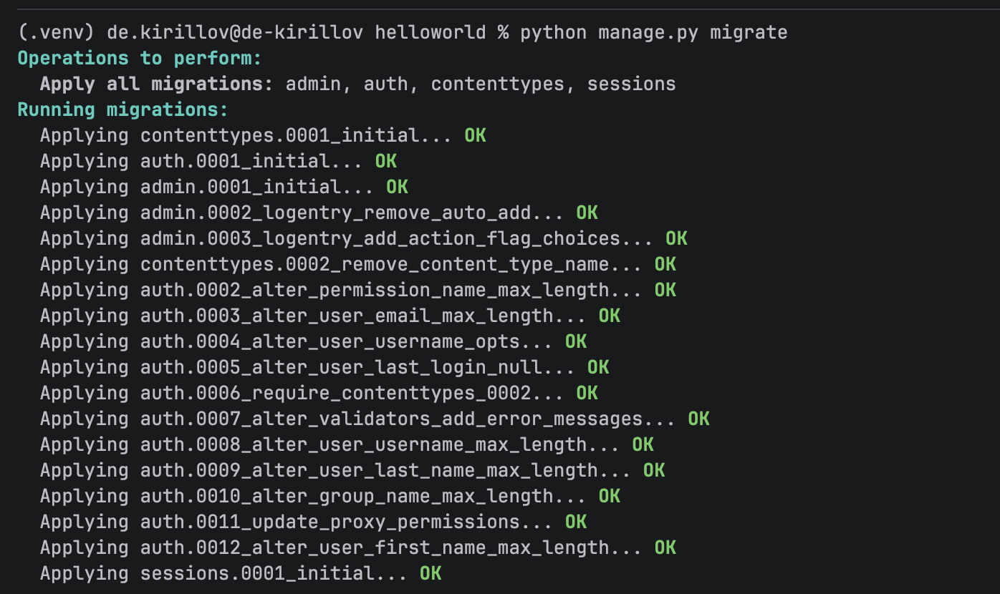 (.venv) de.kirillov@de-kirillov helloworld % python manage.py migrate
Operations to perform:
  Apply all migrations: admin, auth, contenttypes, sessions
Running migrations:
  Applying contenttypes.0001_initial... OK
  Applying auth.0001_initial... OK
  Applying admin.0001_initial... OK
  Applying admin.0002_logentry_remove_auto_add... OK
  Applying admin.0003_logentry_add_action_flag_choices... OK
  Applying contenttypes.0002_remove_content_type_name... OK
  Applying auth.0002_alter_permission_name_max_length... OK
  Applying auth.0003_alter_user_email_max_length... OK
  Applying auth.0004_alter_user_username_opts... OK
  Applying auth.0005_alter_user_last_login_null... OK
  Applying auth.0006_require_contenttypes_0002... OK
  Applying auth.0007_alter_validators_add_error_messages... OK
  Applying auth.0008_alter_user_username_max_length... OK
  Applying auth.0009_alter_user_last_name_max_length... OK
  Applying auth.0010_alter_group_name_max_length... OK
  Applying auth.0011_update_proxy_permissions... OK
  Applying auth.0012_alter_user_first_name_max_length... OK
  Applying sessions.0001_initial... OK